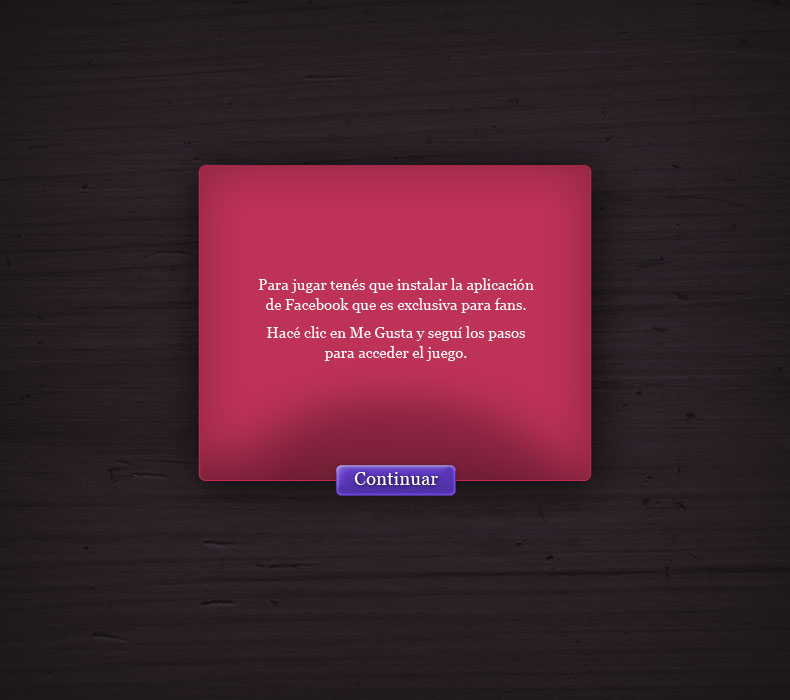 Para jugar tenés que instalar la aplicación
de Facebook que es exclusiva para fans.
Hacé clic en Me Gusta y seguí los pasos
para acceder el juego.
Continuar